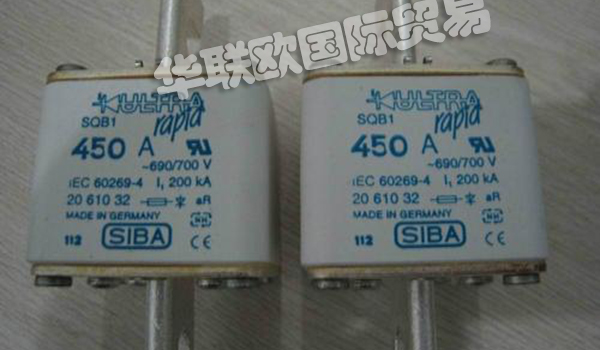 华联欧国际贸易
ULTRA
rapid
SQB1
450 A
~690/700 V
IEC 60269-4 I₁ 200 kA
20 610 32 aR
MADE IN GERMANY
112 SIBA CE
ULTRA
rapid
SQB1
450 A
~690/700 V
IEC 60269-4 I₁ 200 kA
20 610 32 aR
MADE IN GERMANY
112 SIBA CE